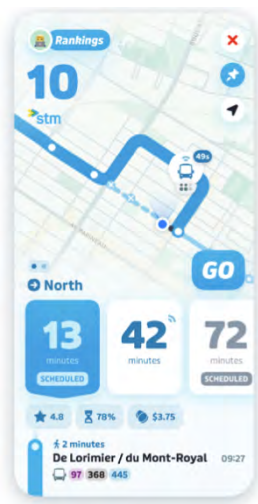 Rankings
10
stm
49s
GO
North
13
minutes
SCHEDULED
42
minutes
72
minutes
SCHEDULED
4.8
78%
$3.75
2 minutes
De Lorimier / du Mont-Royal 09:27
97 368 445